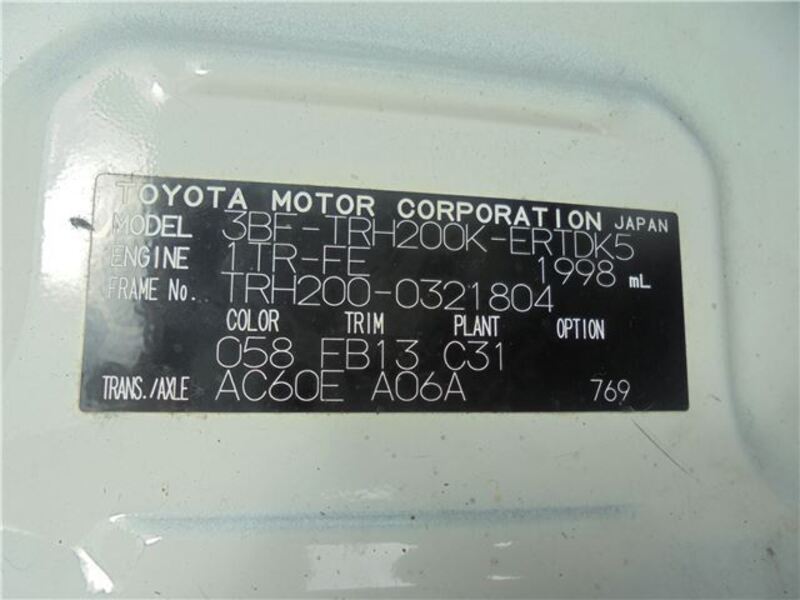 TOYOTA MOTOR CORPORATION JAPAN
MODEL 3BF-TRH200K-ERTDK5
ENGINE 1TR-FE 1998 mL
FRAME No. TRH200-0321804
COLOR TRIM PLANT OPTION
058 FB13 C31
TRANS./AXLE AC60E A06A 769